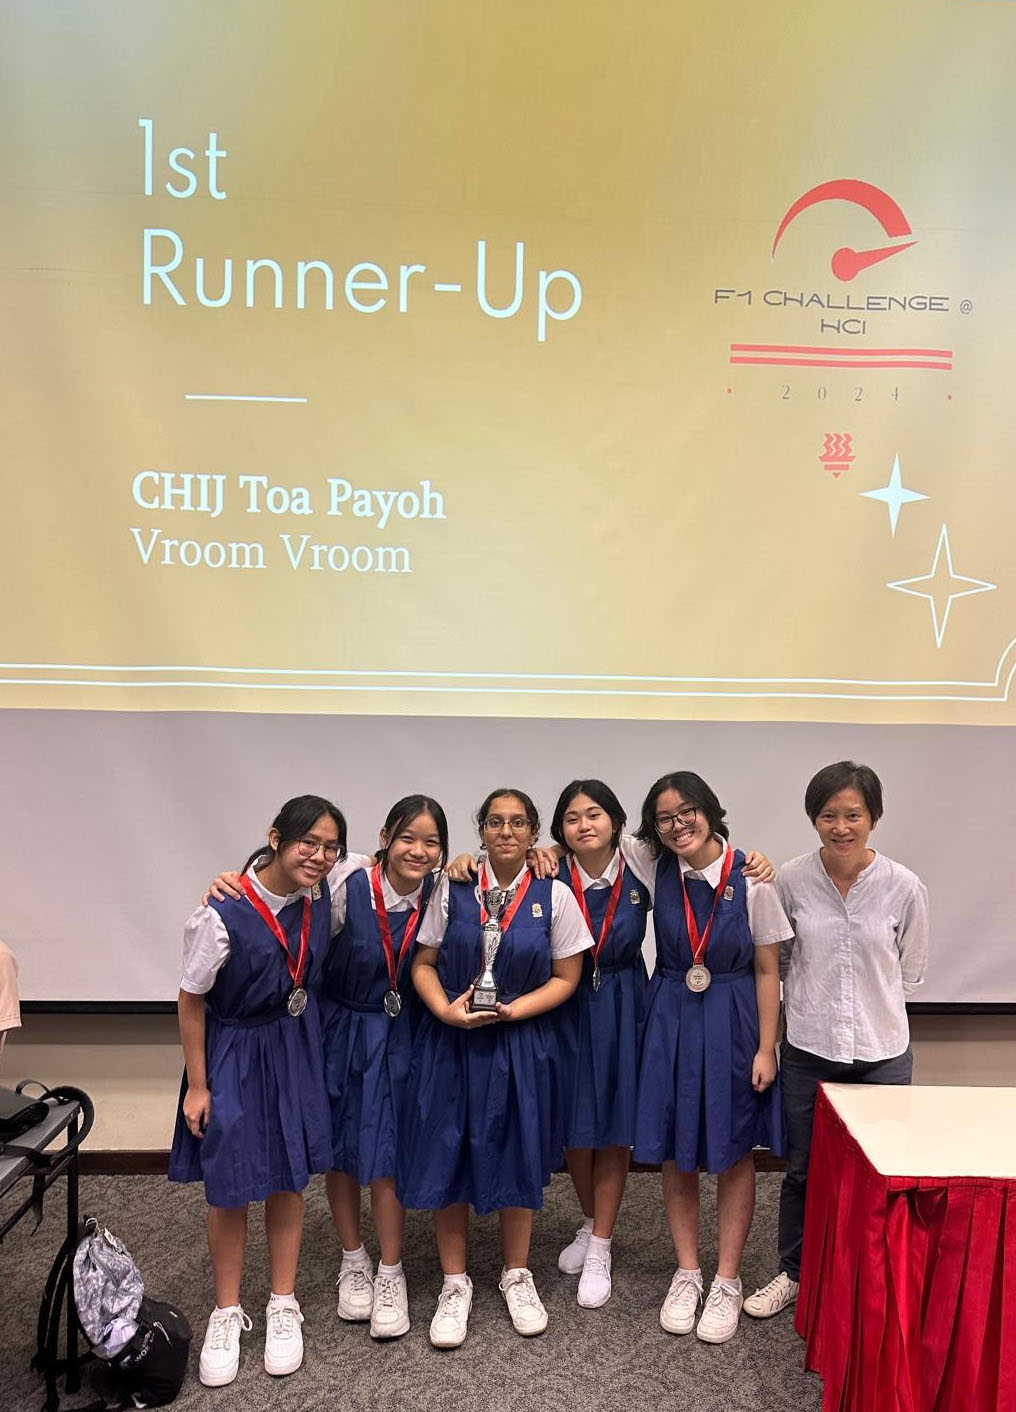 1st
Runner-Up
CHIJ Toa Payoh
Vroom Vroom
F1 CHALLENGE @
HCI
2024